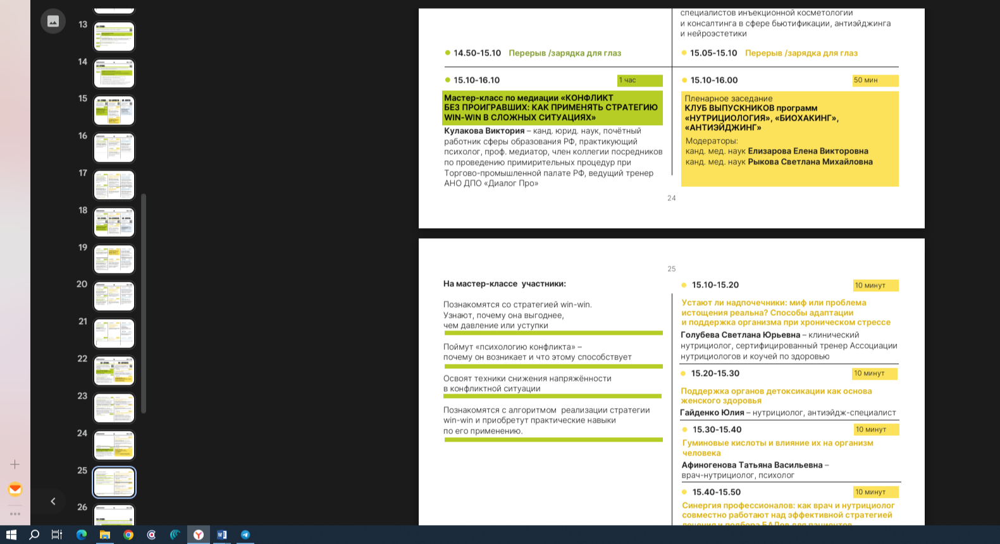 13
14
15
16
17
18
19
20
21
22
23
24
25
26
специалистов инъекционной косметологии
и консалтинга в сфере бьютификации, антиэйджинга
и нейроэстетики
14.50-15.10 Перерыв /зарядка для глаз
15.05-15.10 Перерыв /зарядка для глаз
15.10-16.10
1 час
Мастер-класс по медиации «КОНФЛИКТ
БЕЗ ПРОИГРАВШИХ: КАК ПРИМЕНЯТЬ СТРАТЕГИЮ
WIN-WIN В СЛОЖНЫХ СИТУАЦИЯХ»
Кулакова Виктория – канд. юрид. наук, почётный
работник сферы образования РФ, практикующий
психолог, проф. медиатор, член коллегии посредников
по проведению примирительных процедур при
Торгово-промышленной палате РФ, ведущий тренер
АНО ДПО «Диалог Про»
15.10-16.00
50 мин
Пленарное заседание
КЛУБ ВЫПУСКНИКОВ программ
«НУТРИЦИОЛОГИЯ», «БИОХАКИНГ»,
«АНТИЭЙДЖИНГ»
Модераторы:
канд. мед. наук Елизарова Елена Викторовна
канд. мед. наук Рыкова Светлана Михайловна
24
25
На мастер-классе участники:
Познакомятся со стратегией win-win.
Узнают, почему она выгоднее,
чем давление или уступки
Поймут «психологию конфликта» –
почему он возникает и что этому способствует
Освоят техники снижения напряжённости
в конфликтной ситуации
Познакомятся с алгоритмом реализации стратегии
win-win и приобретут практические навыки
по его применению.
15.10-15.20
10 минут
Устают ли надпочечники: миф или проблема
истощения реальна? Способы адаптации
и поддержка организма при хроническом стрессе
Голубева Светлана Юрьевна – клинический
нутрициолог, сертифицированный тренер Ассоциации
нутрициологов и коучей по здоровью
15.20-15.30
10 минут
Поддержка органов детоксикации как основа
женского здоровья
Гайденко Юлия – нутрициолог, антиэйдж-специалист
15.30-15.40
10 минут
Гуминовые кислоты и влияние их на организм
человека
Афиногенова Татьяна Васильевна –
врач-нутрициолог, психолог
15.40-15.50
10 минут
Синергия профессионалов: как врач и нутрициолог
совместно работают над эффективной стратегией
лечения и подбора БАДов для пациентов